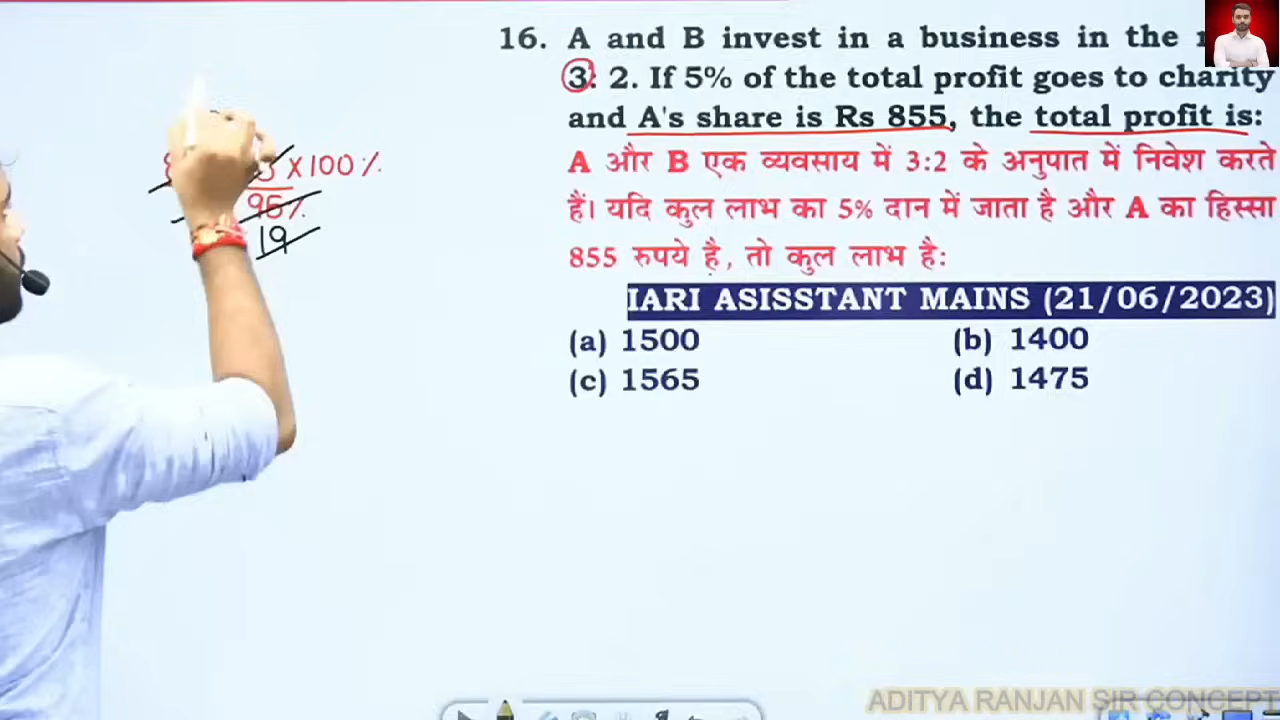 16. A and B invest in a business in the
3: 2. If 5% of the total profit goes to charity
and A's share is Rs 855, the total profit is:
A और B एक व्यवसाय में 3:2 के अनुपात में निवेश करते
हैं। यदि कुल लाभ का 5% दान में जाता है और A का हिस्सा
855 रुपये है, तो कुल लाभ है:
IARI ASISSTANT MAINS (21/06/2023)
(a) 1500
(b) 1400
(c) 1565
(d) 1475
×100%
95%
19
ADITYA RANJAN SIR CONCEPT